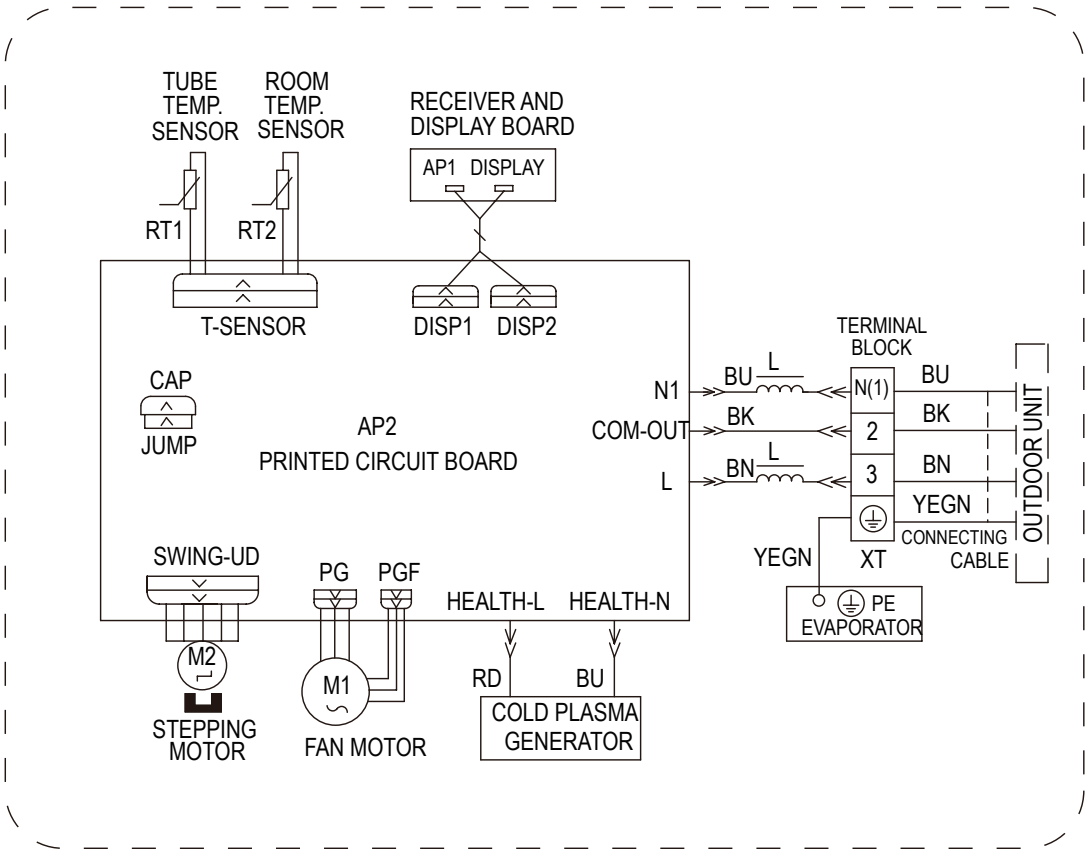 TUBE
TEMP.
SENSOR
ROOM
TEMP.
SENSOR
RECEIVER AND
DISPLAY BOARD
AP1 DISPLAY
RT1
RT2
T-SENSOR
DISP1
DISP2
TERMINAL
BLOCK
CAP
JUMP
AP2
PRINTED CIRCUIT BOARD
N1
BU
L
N(1)
BU
COM-OUT
BK
2
BK
L
BN
L
3
BN
YEGN
OUTDOOR UNIT
CONNECTING
CABLE
XT
YEGN
PE
EVAPORATOR
SWING-UD
PG
PGF
HEALTH-L
HEALTH-N
M2
M1
RD
BU
STEPPING
MOTOR
FAN MOTOR
COLD PLASMA
GENERATOR